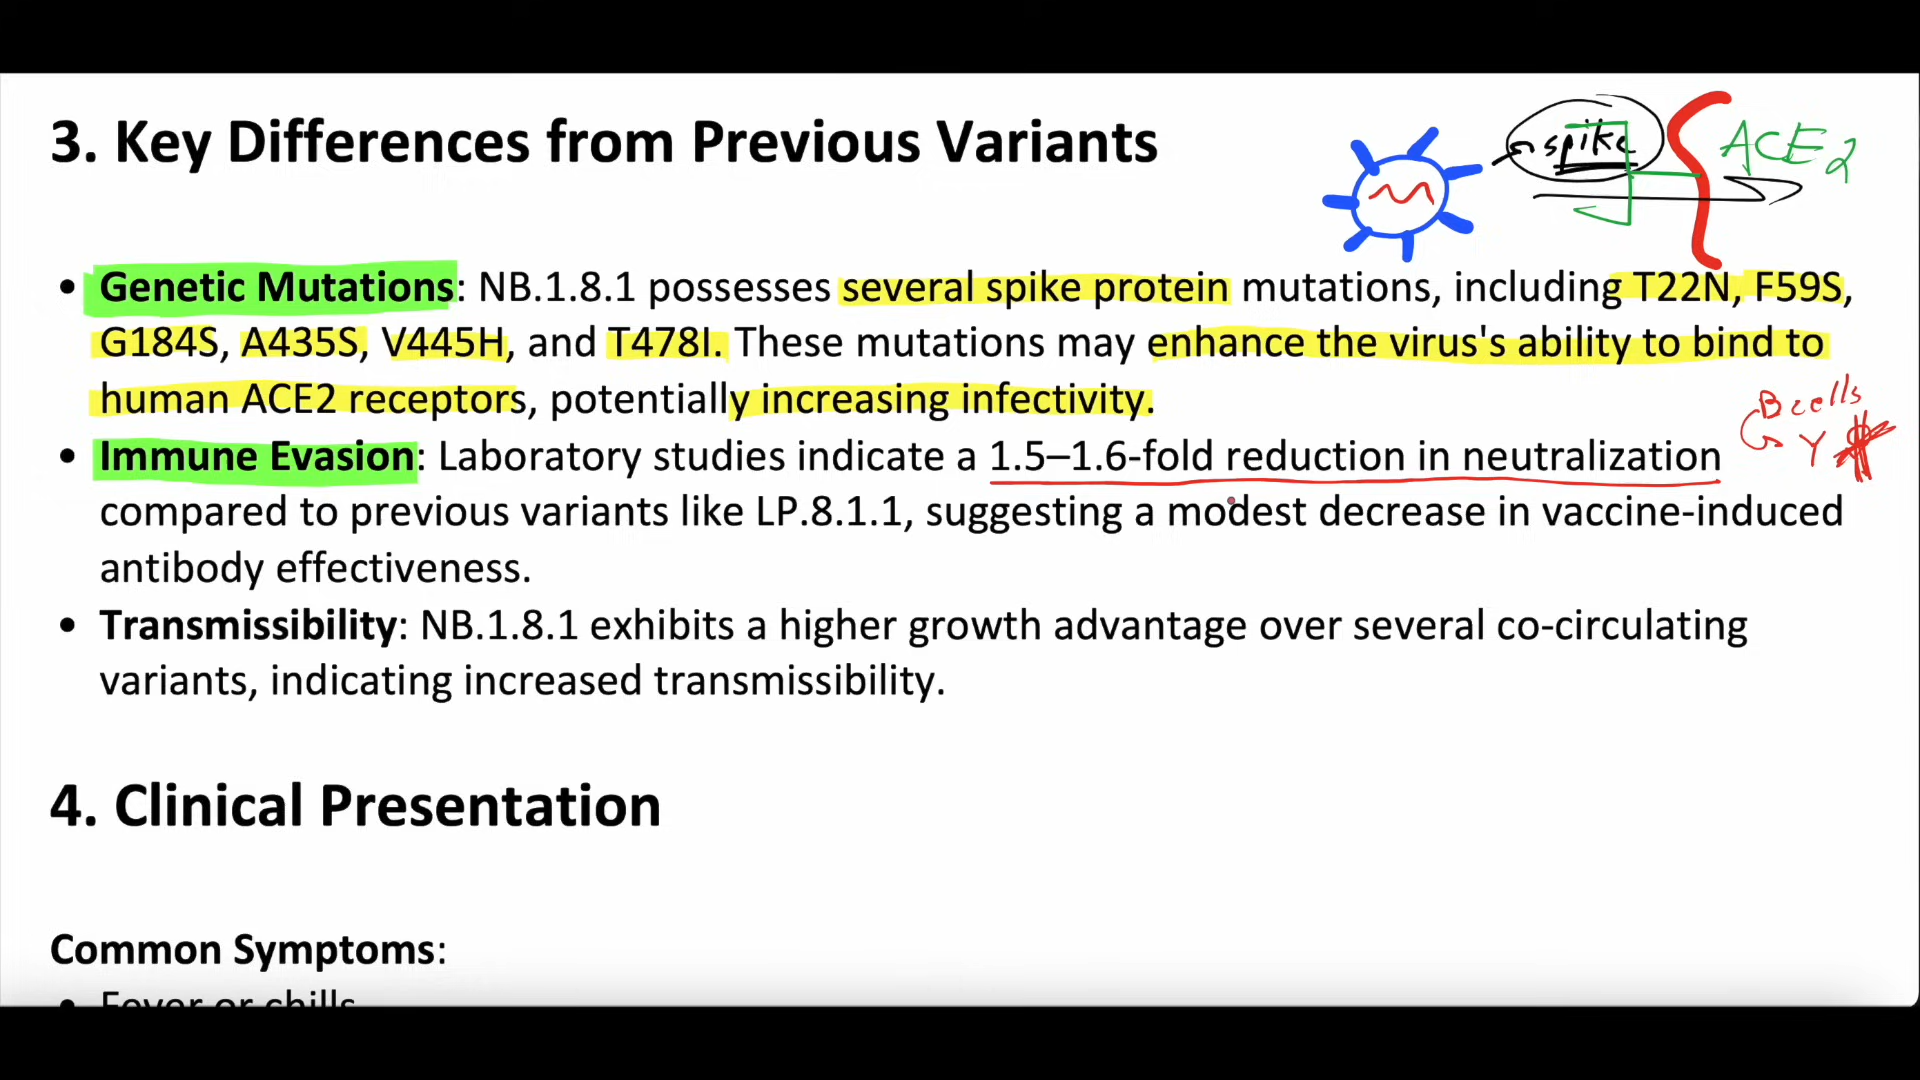 3. Key Differences from Previous Variants
spike
ACE2
• Genetic Mutations: NB.1.8.1 possesses several spike protein mutations, including T22N, F59S,
G184S, A435S, V445H, and T478I. These mutations may enhance the virus's ability to bind to
human ACE2 receptors, potentially increasing infectivity.
B cells
Y
• Immune Evasion: Laboratory studies indicate a 1.5–1.6-fold reduction in neutralization
compared to previous variants like LP.8.1.1, suggesting a modest decrease in vaccine-induced
antibody effectiveness.
• Transmissibility: NB.1.8.1 exhibits a higher growth advantage over several co-circulating
variants, indicating increased transmissibility.
4. Clinical Presentation
Common Symptoms:
• Fever or chills